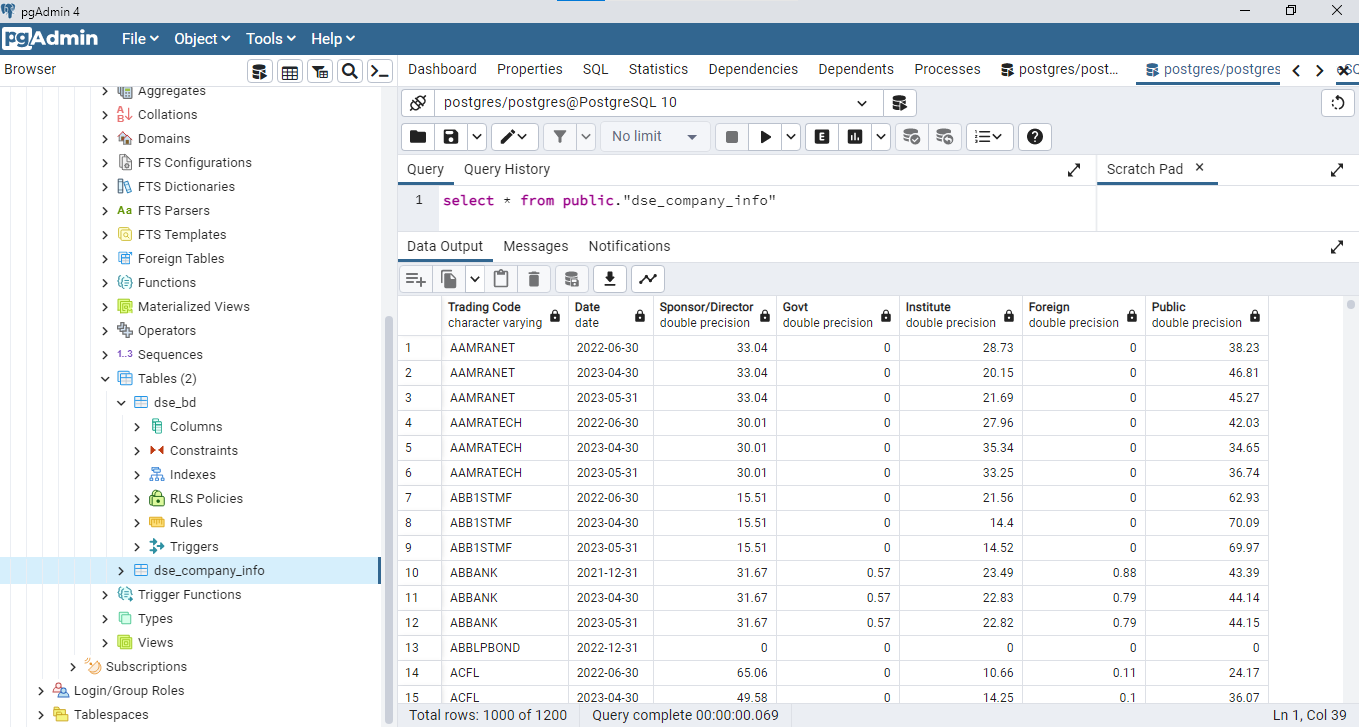 pgAdmin 4
pgAdmin File Object Tools Help
Browser
Aggregates
Collations
Domains
FTS Configurations
FTS Dictionaries
Aa FTS Parsers
FTS Templates
Foreign Tables
Functions
Materialized Views
Operators
1..3 Sequences
Tables (2)
dse_bd
Columns
Constraints
Indexes
RLS Policies
Rules
Triggers
dse_company_info
Trigger Functions
Types
Views
Subscriptions
Login/Group Roles
Tablespaces
Dashboard Properties SQL Statistics Dependencies Dependents Processes postgres/post... postgres/postgres
postgres/postgres@PostgreSQL 10
No limit E
Query Query History Scratch Pad
1 select * from public."dse_company_info"
Data Output Messages Notifications
Trading Code Date Sponsor/Director Govt Institute Foreign Public
character varying date double precision double precision double precision double precision double precision
1 AAMRANET 2022-06-30 33.04 0 28.73 0 38.23
2 AAMRANET 2023-04-30 33.04 0 20.15 0 46.81
3 AAMRANET 2023-05-31 33.04 0 21.69 0 45.27
4 AAMRATECH 2022-06-30 30.01 0 27.96 0 42.03
5 AAMRATECH 2023-04-30 30.01 0 35.34 0 34.65
6 AAMRATECH 2023-05-31 30.01 0 33.25 0 36.74
7 ABB1STMF 2022-06-30 15.51 0 21.56 0 62.93
8 ABB1STMF 2023-04-30 15.51 0 14.4 0 70.09
9 ABB1STMF 2023-05-31 15.51 0 14.52 0 69.97
10 ABBANK 2021-12-31 31.67 0.57 23.49 0.88 43.39
11 ABBANK 2023-04-30 31.67 0.57 22.83 0.79 44.14
12 ABBANK 2023-05-31 31.67 0.57 22.82 0.79 44.15
13 ABBLPBOND 2022-12-31 0 0 0 0 0
14 ACFL 2022-06-30 65.06 0 10.66 0.11 24.17
15 ACFL 2023-04-30 49.58 0 14.25 0.1 36.07
Total rows: 1000 of 1200 Query complete 00:00:00.069 Ln 1, Col 39